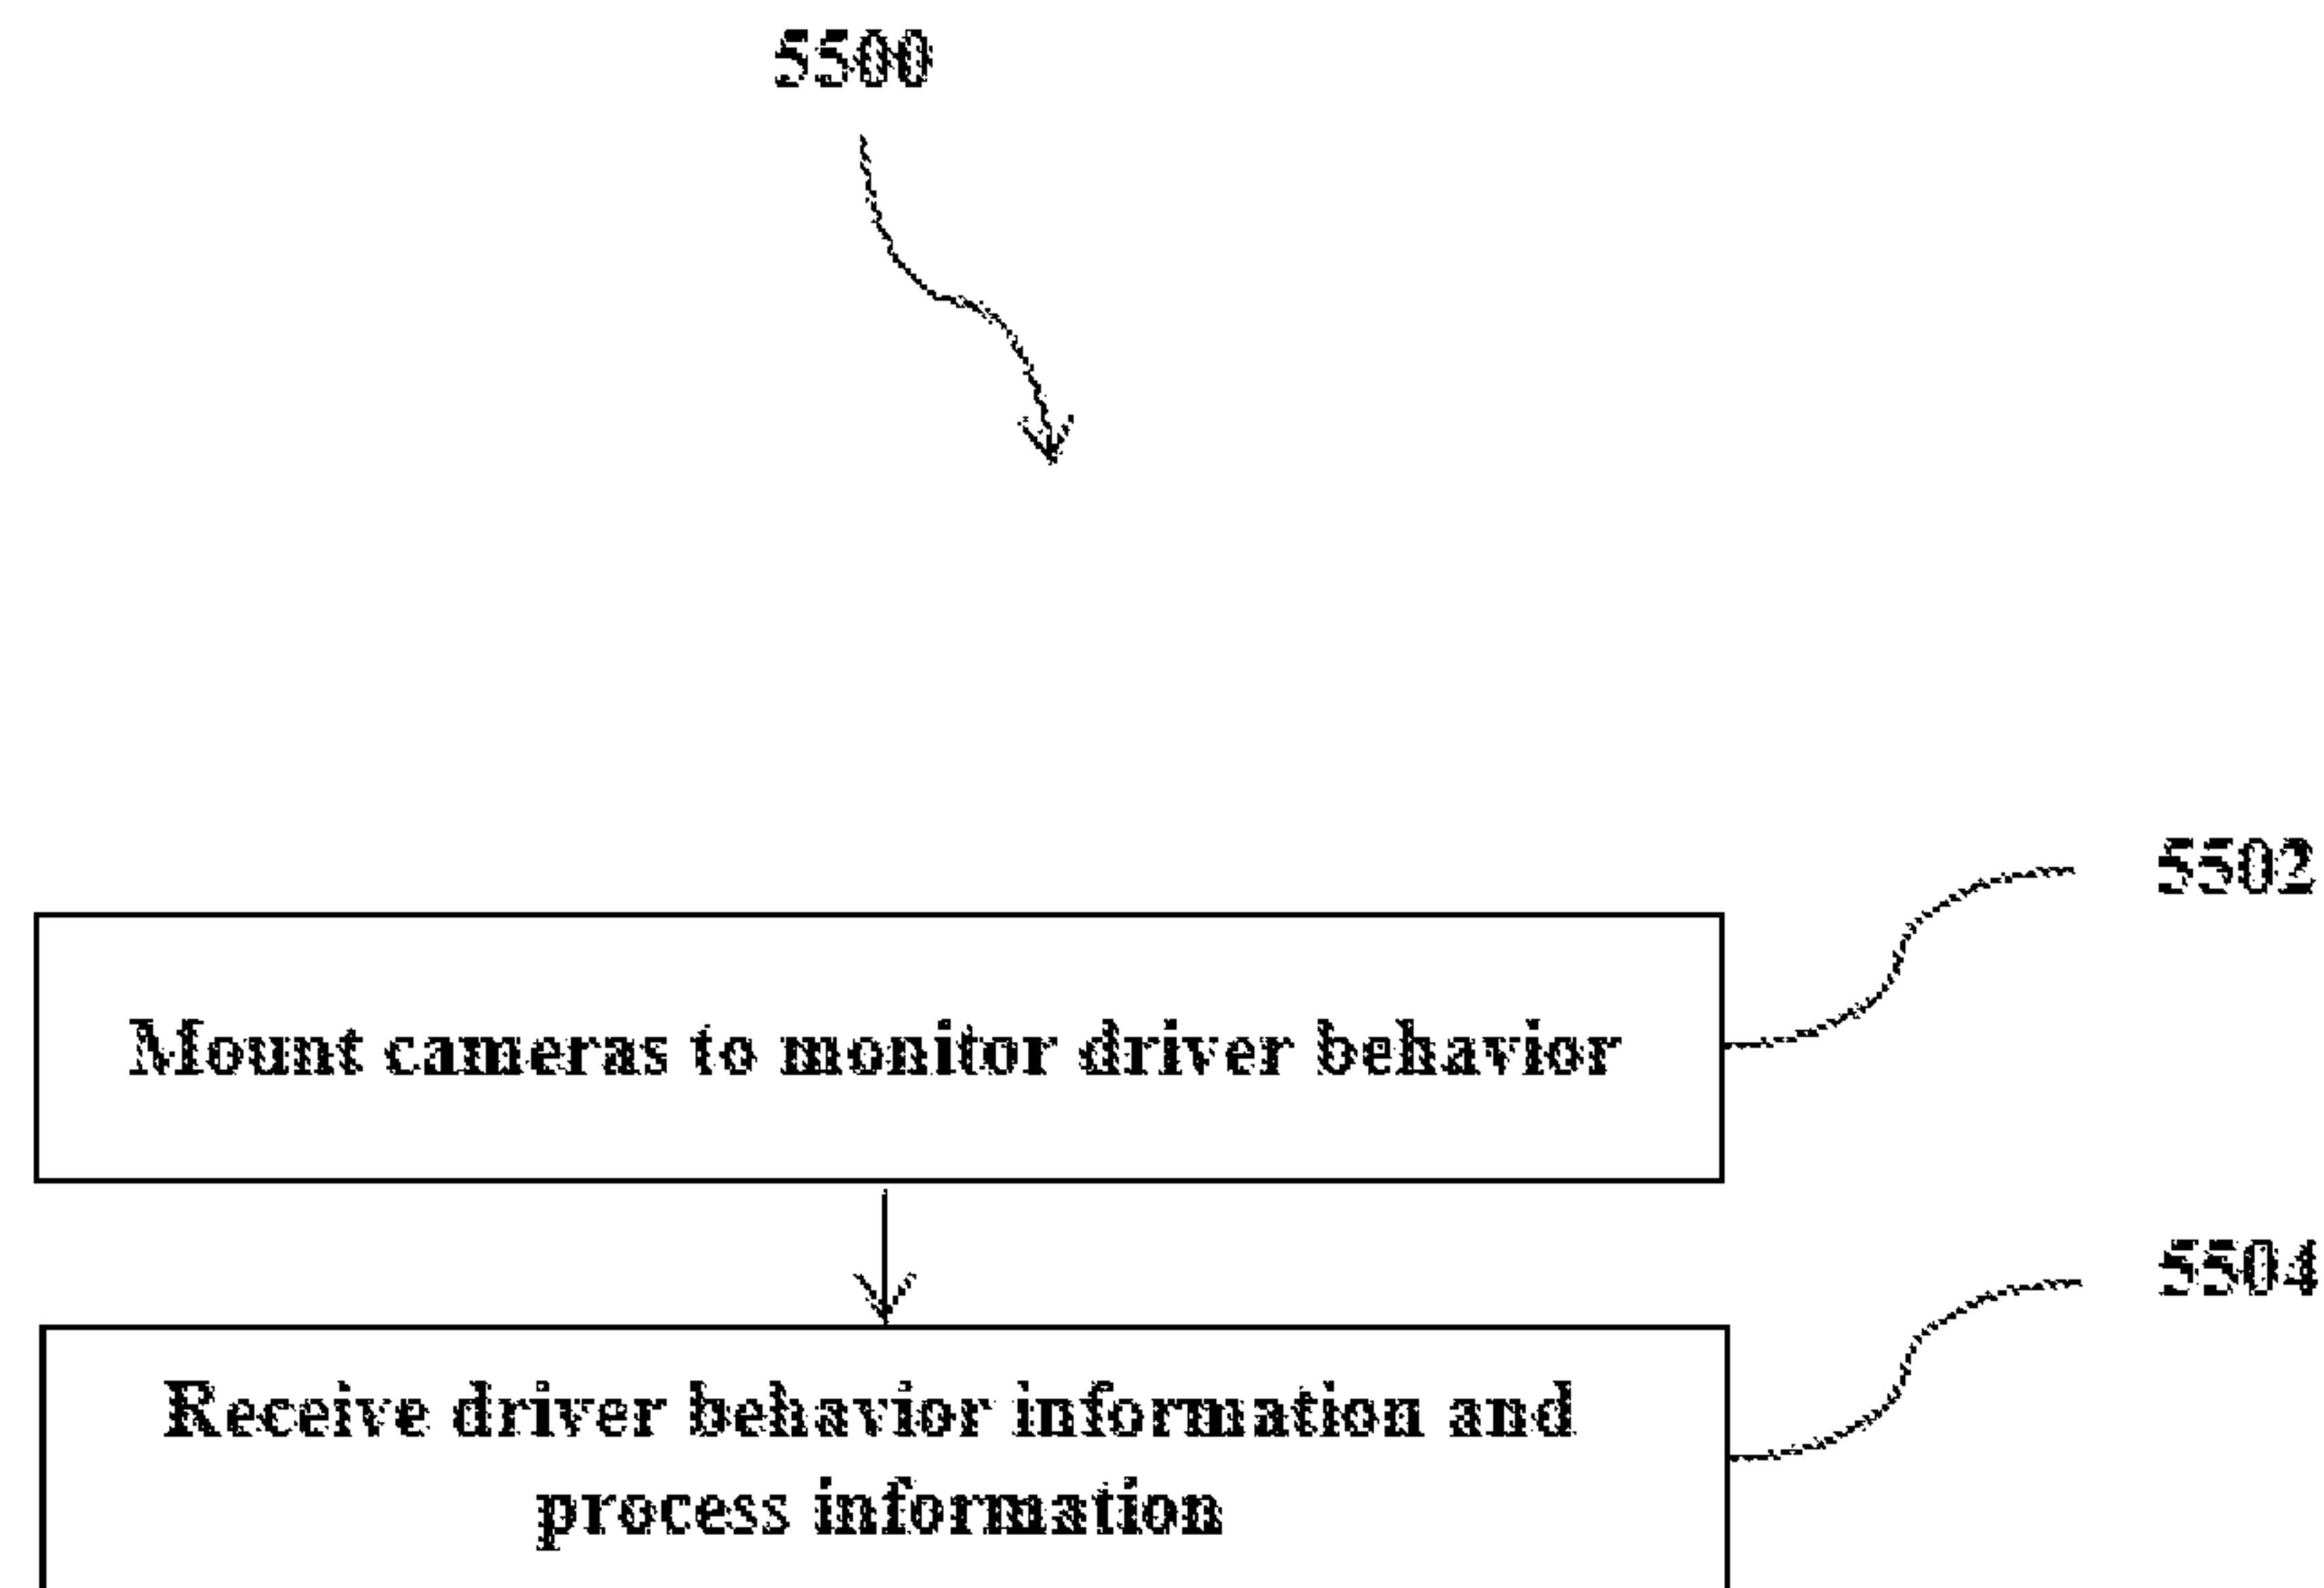 5500
5502
Mount cameras to monitor driver behavior
5504
Receive driver behavior information and
process information